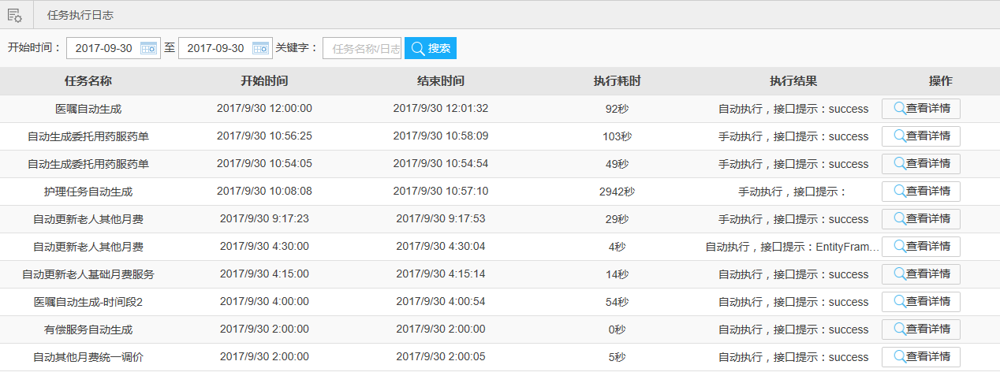 任务执行日志
开始时间： 2017-09-30 至 2017-09-30 关键字： 任务名称/日志 搜索
任务名称 开始时间 结束时间 执行耗时 执行结果 操作
医嘱自动生成 2017/9/30 12:00:00 2017/9/30 12:01:32 92秒 自动执行，接口提示：success 查看详情
自动生成委托用药服药单 2017/9/30 10:56:25 2017/9/30 10:58:09 103秒 手动执行，接口提示：success 查看详情
自动生成委托用药服药单 2017/9/30 10:54:05 2017/9/30 10:54:54 49秒 手动执行，接口提示：success 查看详情
护理任务自动生成 2017/9/30 10:08:08 2017/9/30 10:57:10 2942秒 手动执行，接口提示： 查看详情
自动更新老人其他月费 2017/9/30 9:17:23 2017/9/30 9:17:53 29秒 手动执行，接口提示：success 查看详情
自动更新老人其他月费 2017/9/30 4:30:00 2017/9/30 4:30:04 4秒 自动执行，接口提示：EntityFram... 查看详情
自动更新老人基础月费服务 2017/9/30 4:15:00 2017/9/30 4:15:14 14秒 自动执行，接口提示：success 查看详情
医嘱自动生成-时间段2 2017/9/30 4:00:00 2017/9/30 4:00:54 54秒 自动执行，接口提示：success 查看详情
有偿服务自动生成 2017/9/30 2:00:00 2017/9/30 2:00:00 0秒 自动执行，接口提示：success 查看详情
自动其他月费统一调价 2017/9/30 2:00:00 2017/9/30 2:00:05 5秒 自动执行，接口提示：success 查看详情